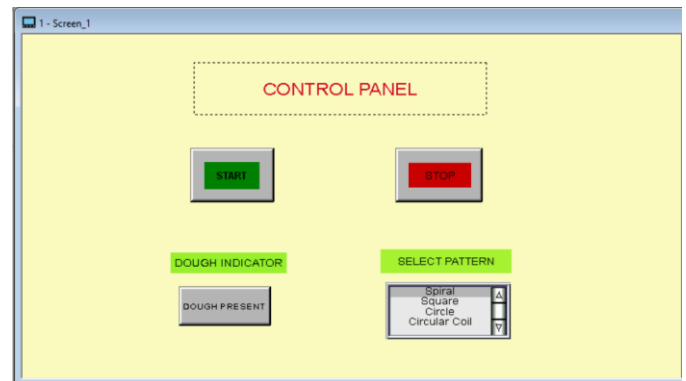 1 - Screen_1
CONTROL PANEL
START
STOP
DOUGH INDICATOR
SELECT PATTERN
DOUGH PRESENT
Spiral
Square
Circle
Circular Coil